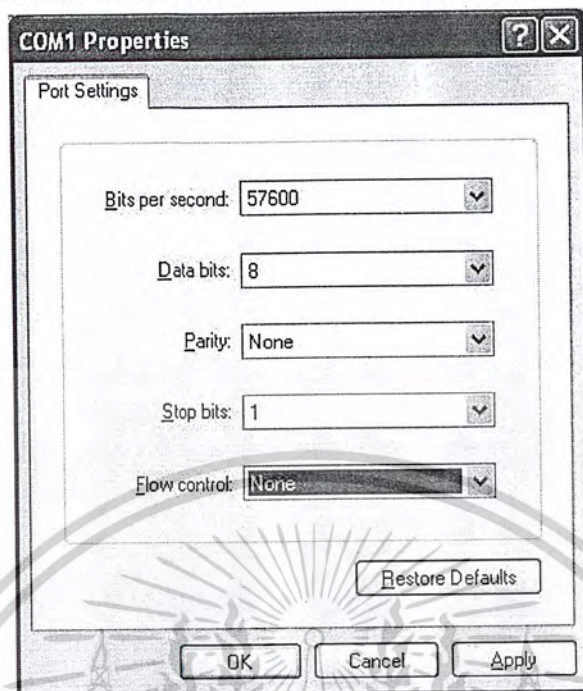 COM1 Properties
Port Settings
Bits per second: 57600
Data bits: 8
Parity: None
Stop bits: 1
Flow control: None
Restore Defaults
OK Cancel Apply